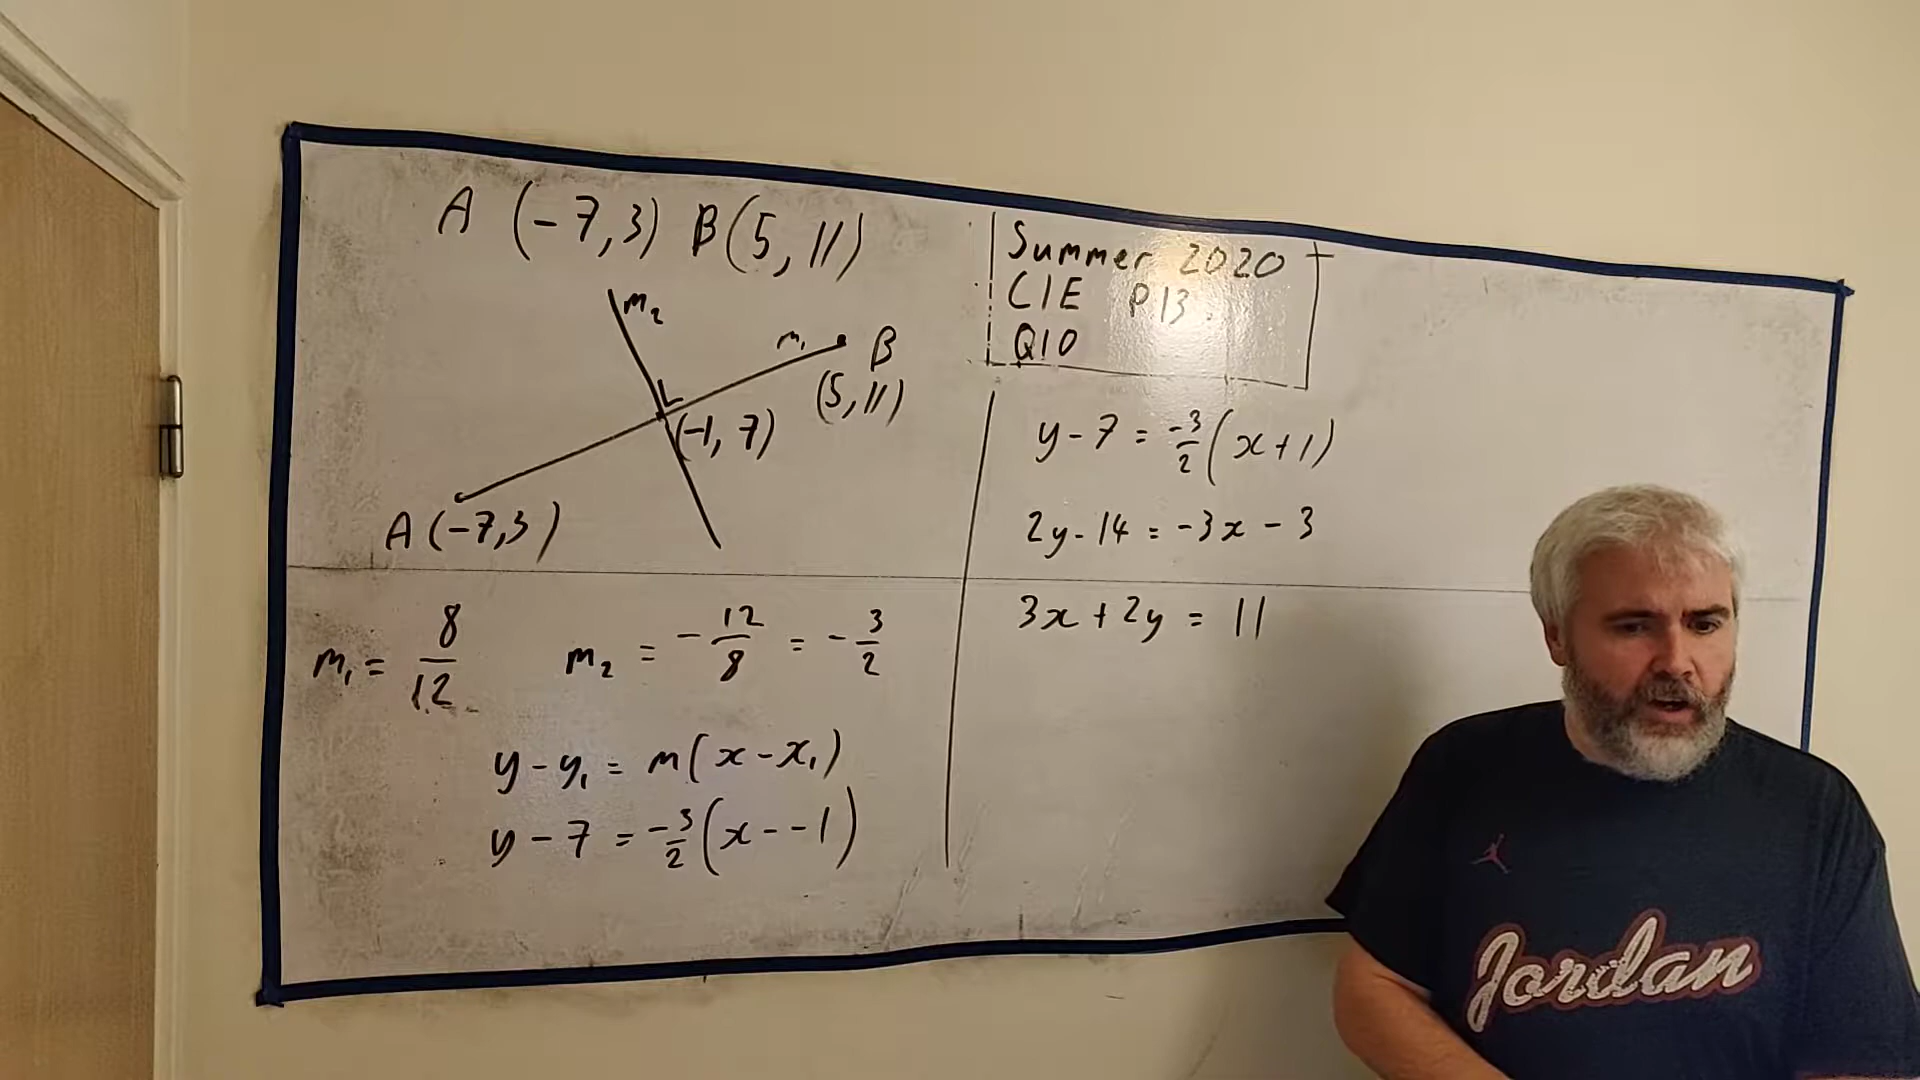 A (-7,3) B(5,11)
m₂
m₁
B
(5,11)
(-1, 7)
A(-7,3)
m₁ = 8/12
m₂ = -12/8 = -3/2
y-y₁ = m(x-x₁)
y-7 = -3/2(x--1)
Summer 2020
CIE P13
Q10
y-7 = -3/2(x+1)
2y-14 = -3x-3
3x+2y = 11
Jordan